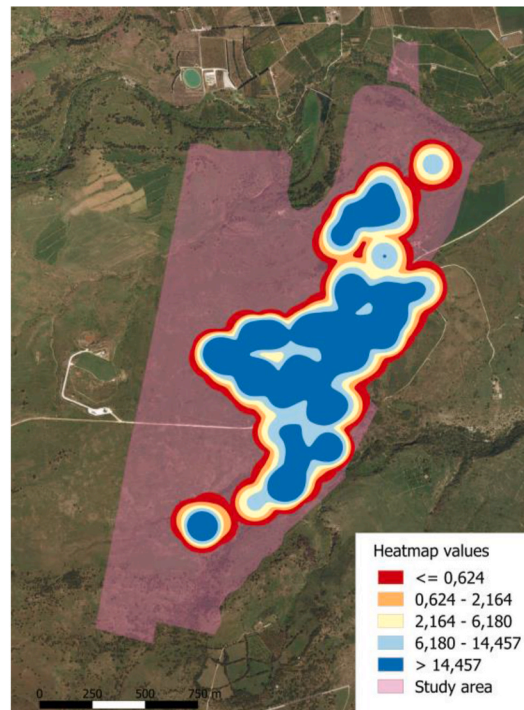 Heatmap values
<= 0,624
0,624 - 2,164
2,164 - 6,180
6,180 - 14,457
> 14,457
Study area
0 250 500 750 m